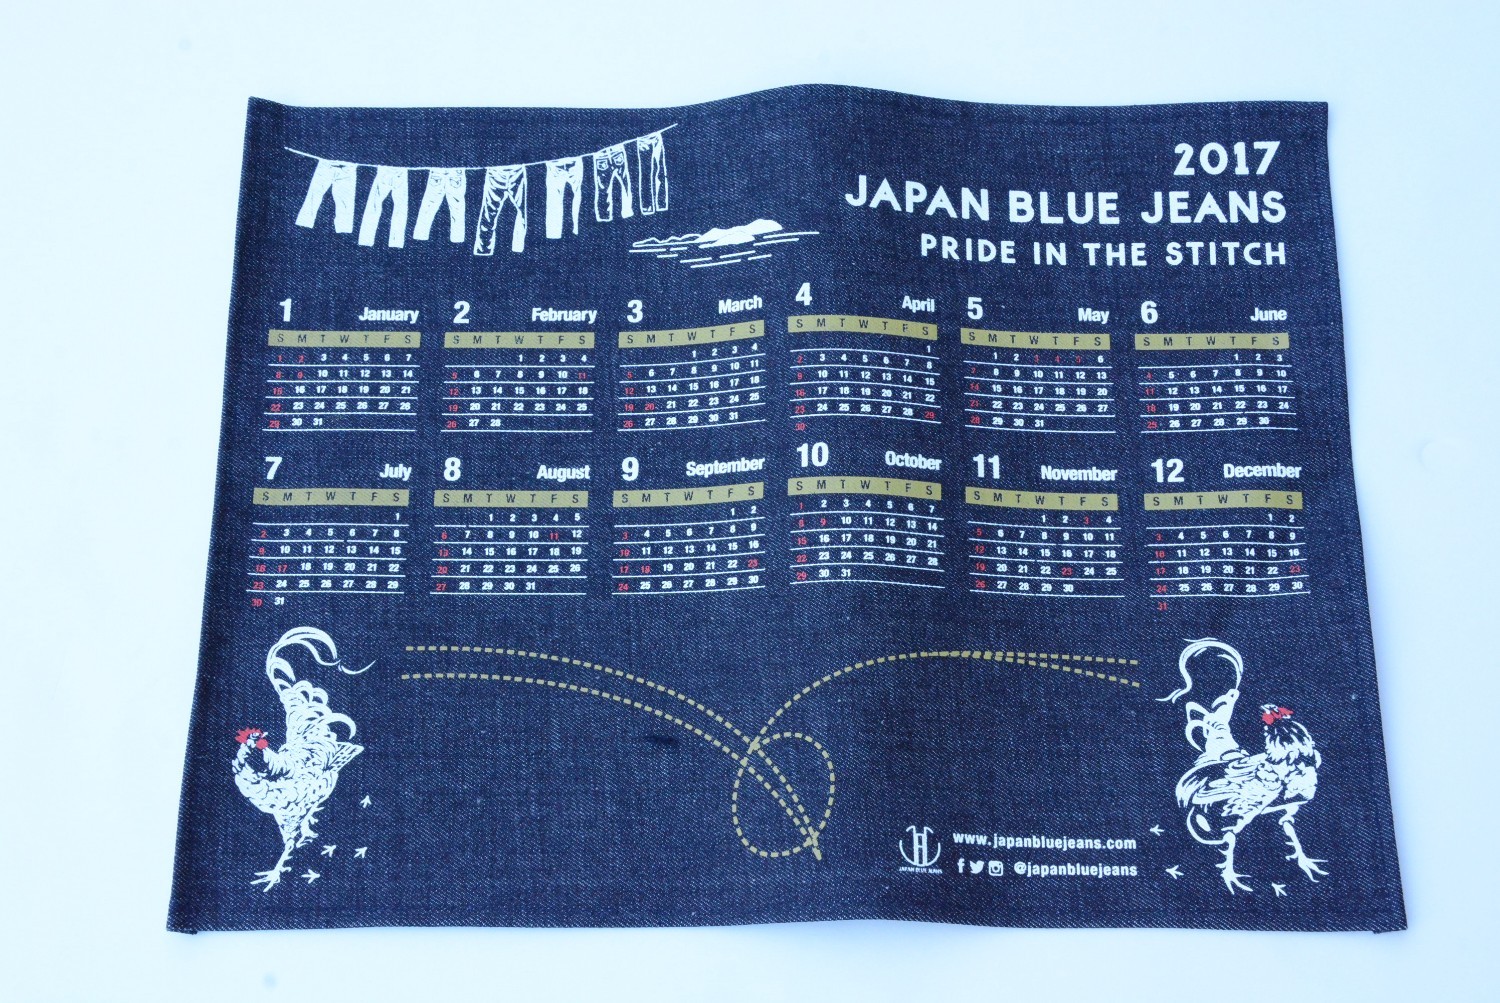 2017
JAPAN BLUE JEANS
PRIDE IN THE STITCH
1 January
S M T W T F S
1 2 3 4 5 6 7
8 9 10 11 12 13 14
15 16 17 18 19 20 21
22 23 24 25 26 27 28
29 30 31
2 February
S M T W T F S
1 2 3 4
5 6 7 8 9 10 11
12 13 14 15 16 17 18
19 20 21 22 23 24 25
26 27 28
3 March
S M T W T F S
1 2 3 4
5 6 7 8 9 10 11
12 13 14 15 16 17 18
19 20 21 22 23 24 25
26 27 28 29 30 31
4 April
S M T W T F S
1
2 3 4 5 6 7 8
9 10 11 12 13 14 15
16 17 18 19 20 21 22
23 24 25 26 27 28 29
30
5 May
S M T W T F S
1 2 3 4 5 6
7 8 9 10 11 12 13
14 15 16 17 18 19 20
21 22 23 24 25 26 27
28 29 30 31
6 June
S M T W T F S
1 2 3
4 5 6 7 8 9 10
11 12 13 14 15 16 17
18 19 20 21 22 23 24
25 26 27 28 29 30
7 July
S M T W T F S
1
2 3 4 5 6 7 8
9 10 11 12 13 14 15
16 17 18 19 20 21 22
23 24 25 26 27 28 29
30 31
8 August
S M T W T F S
1 2 3 4 5
6 7 8 9 10 11 12
13 14 15 16 17 18 19
20 21 22 23 24 25 26
27 28 29 30 31
9 September
S M T W T F S
1 2
3 4 5 6 7 8 9
10 11 12 13 14 15 16
17 18 19 20 21 22 23
24 25 26 27 28 29 30
10 October
S M T W T F S
1 2 3 4 5 6 7
8 9 10 11 12 13 14
15 16 17 18 19 20 21
22 23 24 25 26 27 28
29 30 31
11 November
S M T W T F S
1 2 3 4
5 6 7 8 9 10 11
12 13 14 15 16 17 18
19 20 21 22 23 24 25
26 27 28 29 30
12 December
S M T W T F S
1 2
3 4 5 6 7 8 9
10 11 12 13 14 15 16
17 18 19 20 21 22 23
24 25 26 27 28 29 30
31
JAPAN BLUE JEANS
www.japanbluejeans.com
@japanbluejeans